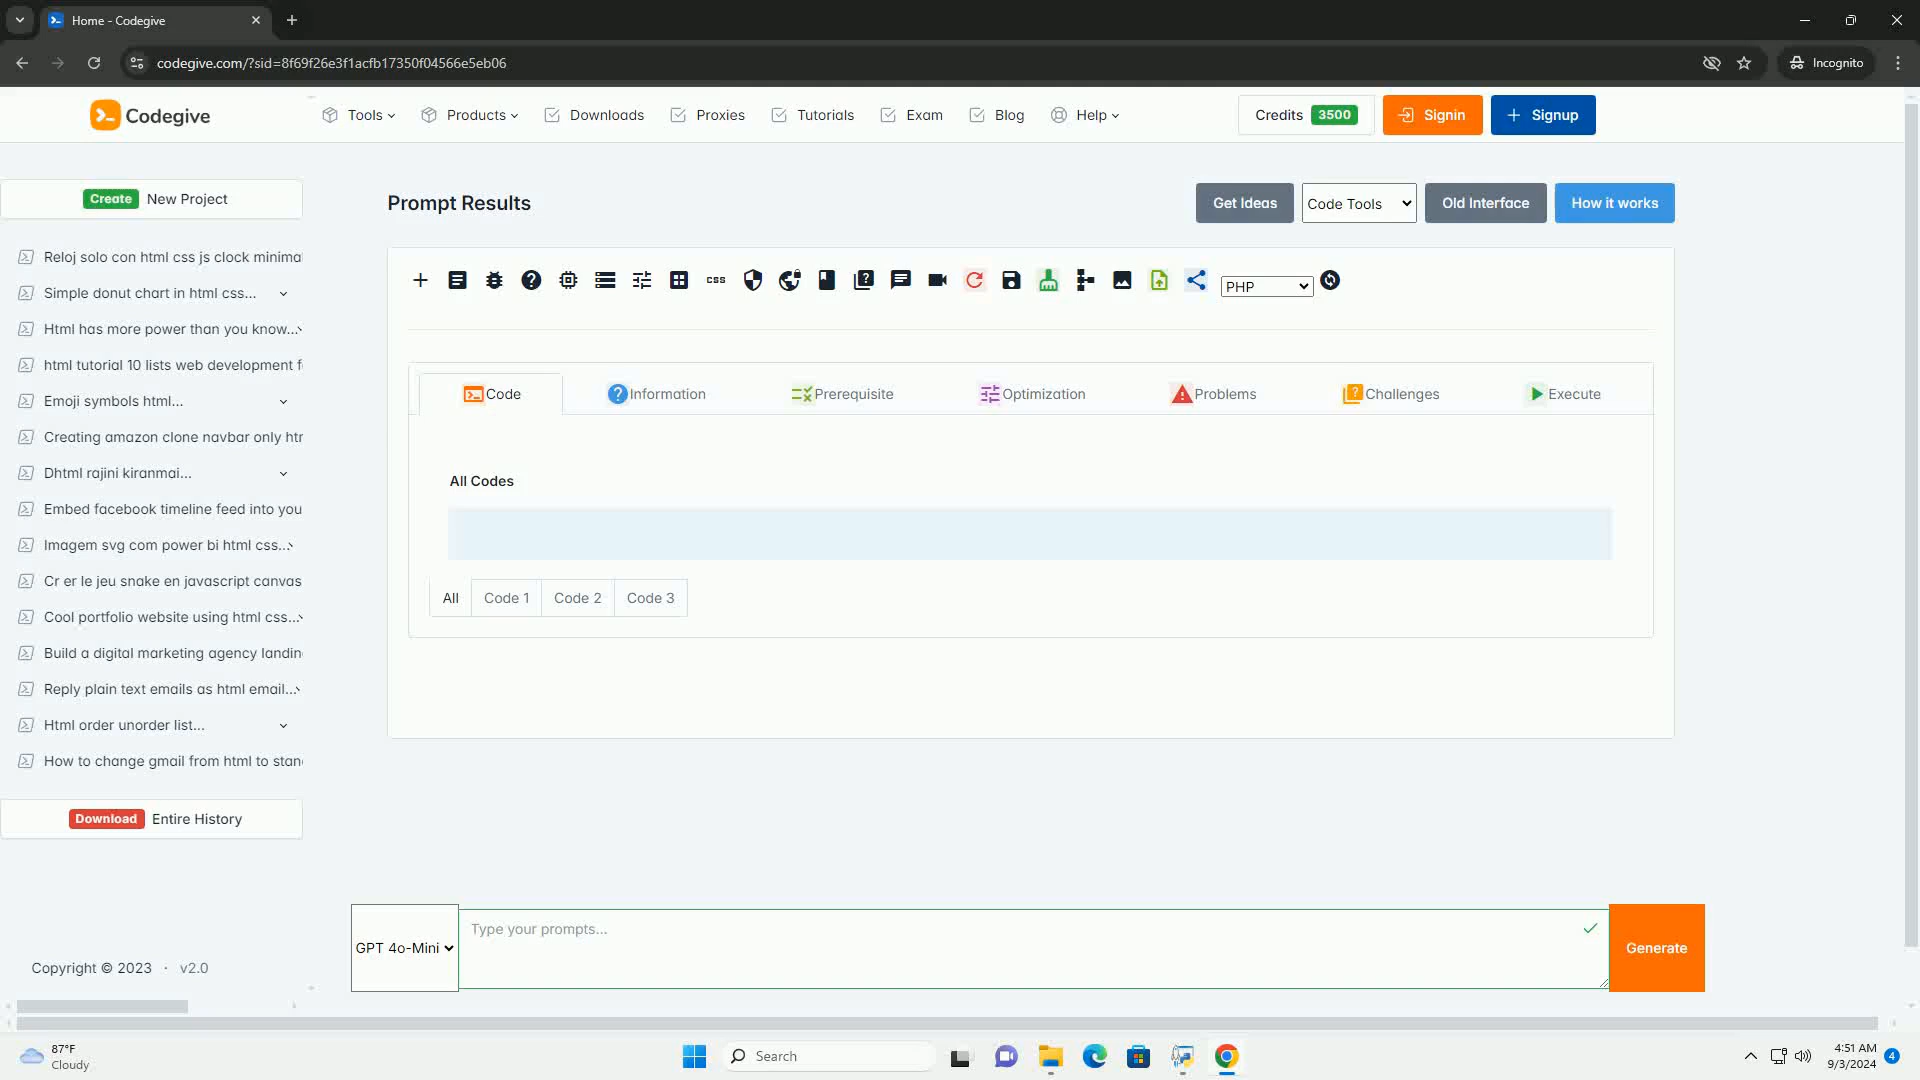 Home - Codegive
codegive.com/?sid=8f69f26e3f1acfb17350f04566e5eb06
Incognito
Codegive
Tools
Products
Downloads
Proxies
Tutorials
Exam
Blog
Help
Credits 3500
Signin
Signup
Create New Project
Prompt Results
Get Ideas
Code Tools
Old Interface
How it works
Reloj solo con html css js clock minima
Simple donut chart in html css...
Html has more power than you know...
html tutorial 10 lists web development f
Emoji symbols html...
Creating amazon clone navbar only htr
Dhtml rajini kiranmai...
Embed facebook timeline feed into you
Imagem svg com power bi html css...
Cr er le jeu snake en javascript canvas
Cool portfolio website using html css...
Build a digital marketing agency landin
Reply plain text emails as html email...
Html order unorder list...
How to change gmail from html to stan
Download Entire History
CSS
PHP
Code
Information
Prerequisite
Optimization
Problems
Challenges
Execute
All Codes
All
Code 1
Code 2
Code 3
GPT 4o-Mini
Type your prompts...
Generate
Copyright © 2023 · v2.0
87°F
Cloudy
Search
4:51 AM
9/3/2024
4